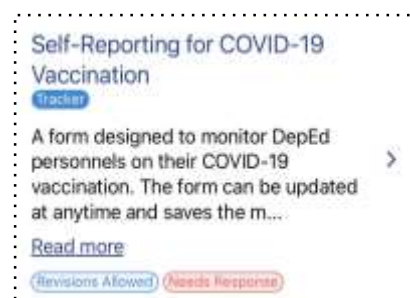 Self-Reporting for COVID-19
Vaccination
Tracker
A form designed to monitor DepEd
personnels on their COVID-19
vaccination. The form can be updated
at anytime and saves the m...
Read more
Revisions Allowed Needs Response